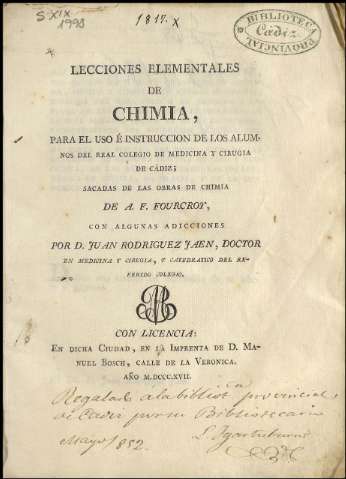 S XIX
1998
1817 x
BIBLIOTECA
Cadiz
PROVINCIAL
LECCIONES ELEMENTALES
DE
CHIMIA,
PARA EL USO É INSTRUCCION DE LOS ALUM-
NOS DEL REAL COLEGIO DE MEDICINA Y CIRUGIA
DE CÁDIZ;
SACADAS DE LAS OBRAS DE CHIMIA
DE A. F. FOURCROY,
CON ALGUNAS ADICCIONES
POR D. JUAN RODRIGUEZ JAEN, DOCTOR
EN MEDICINA Y CIRUGIA, Y CATEDRATICO DEL RE-
FERIDO COLEGIO.
CON LICENCIA:
EN DICHA CIUDAD, EN LA IMPRENTA DE D. MA-
NUEL BOSCH, CALLE DE LA VERONICA.
AÑO M.DCCC.XVII.
Regalado a la bibliot.ca provincial
de Cadiz por su Bibliotecario
Mayo/852.